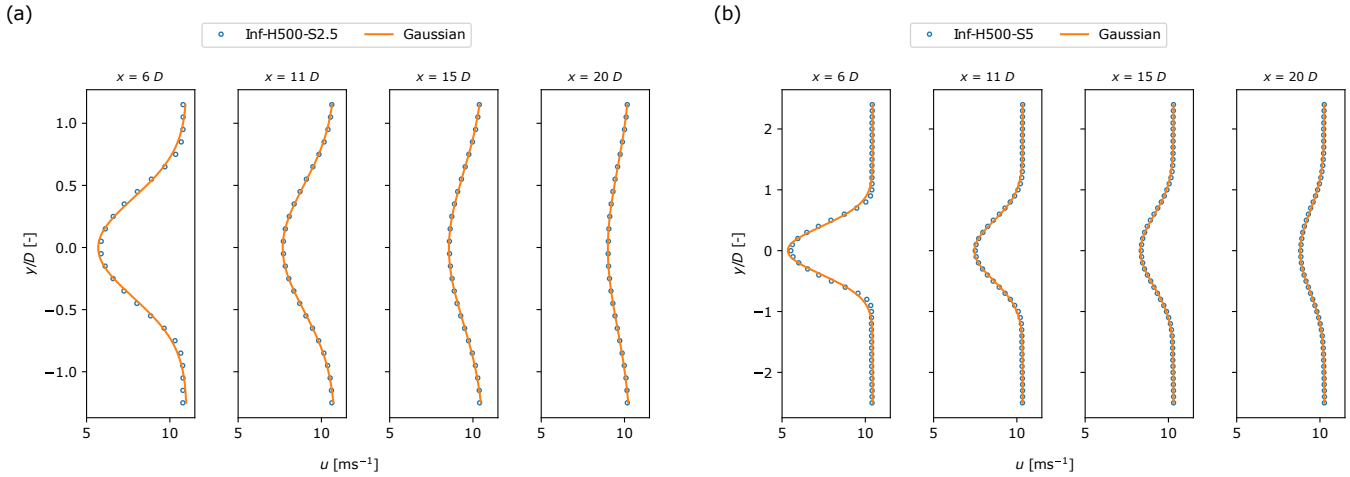 (a)
Inf-H500-S2.5 Gaussian
x = 6 D x = 11 D x = 15 D x = 20 D
1.0
0.5
0.0
−0.5
−1.0
y/D [-]
5 10 5 10 5 10 5 10
u [ms⁻¹]
(b)
Inf-H500-S5 Gaussian
x = 6 D x = 11 D x = 15 D x = 20 D
2
1
0
−1
−2
y/D [-]
5 10 5 10 5 10 5 10
u [ms⁻¹]